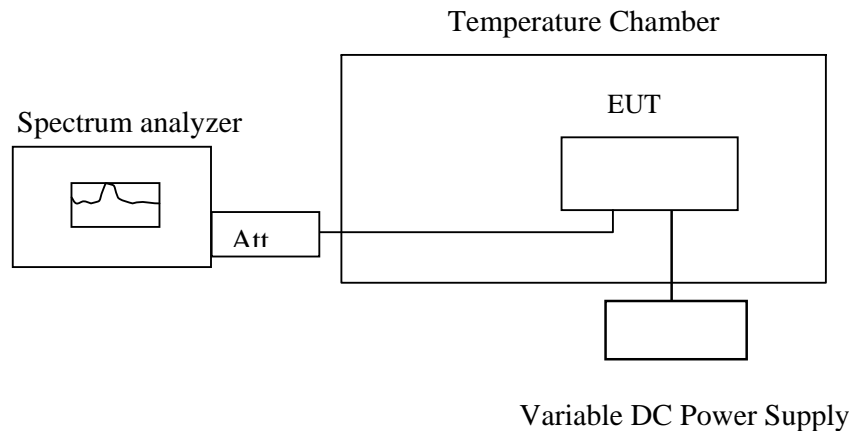 Temperature Chamber
EUT
Spectrum analyzer
Att
Variable DC Power Supply